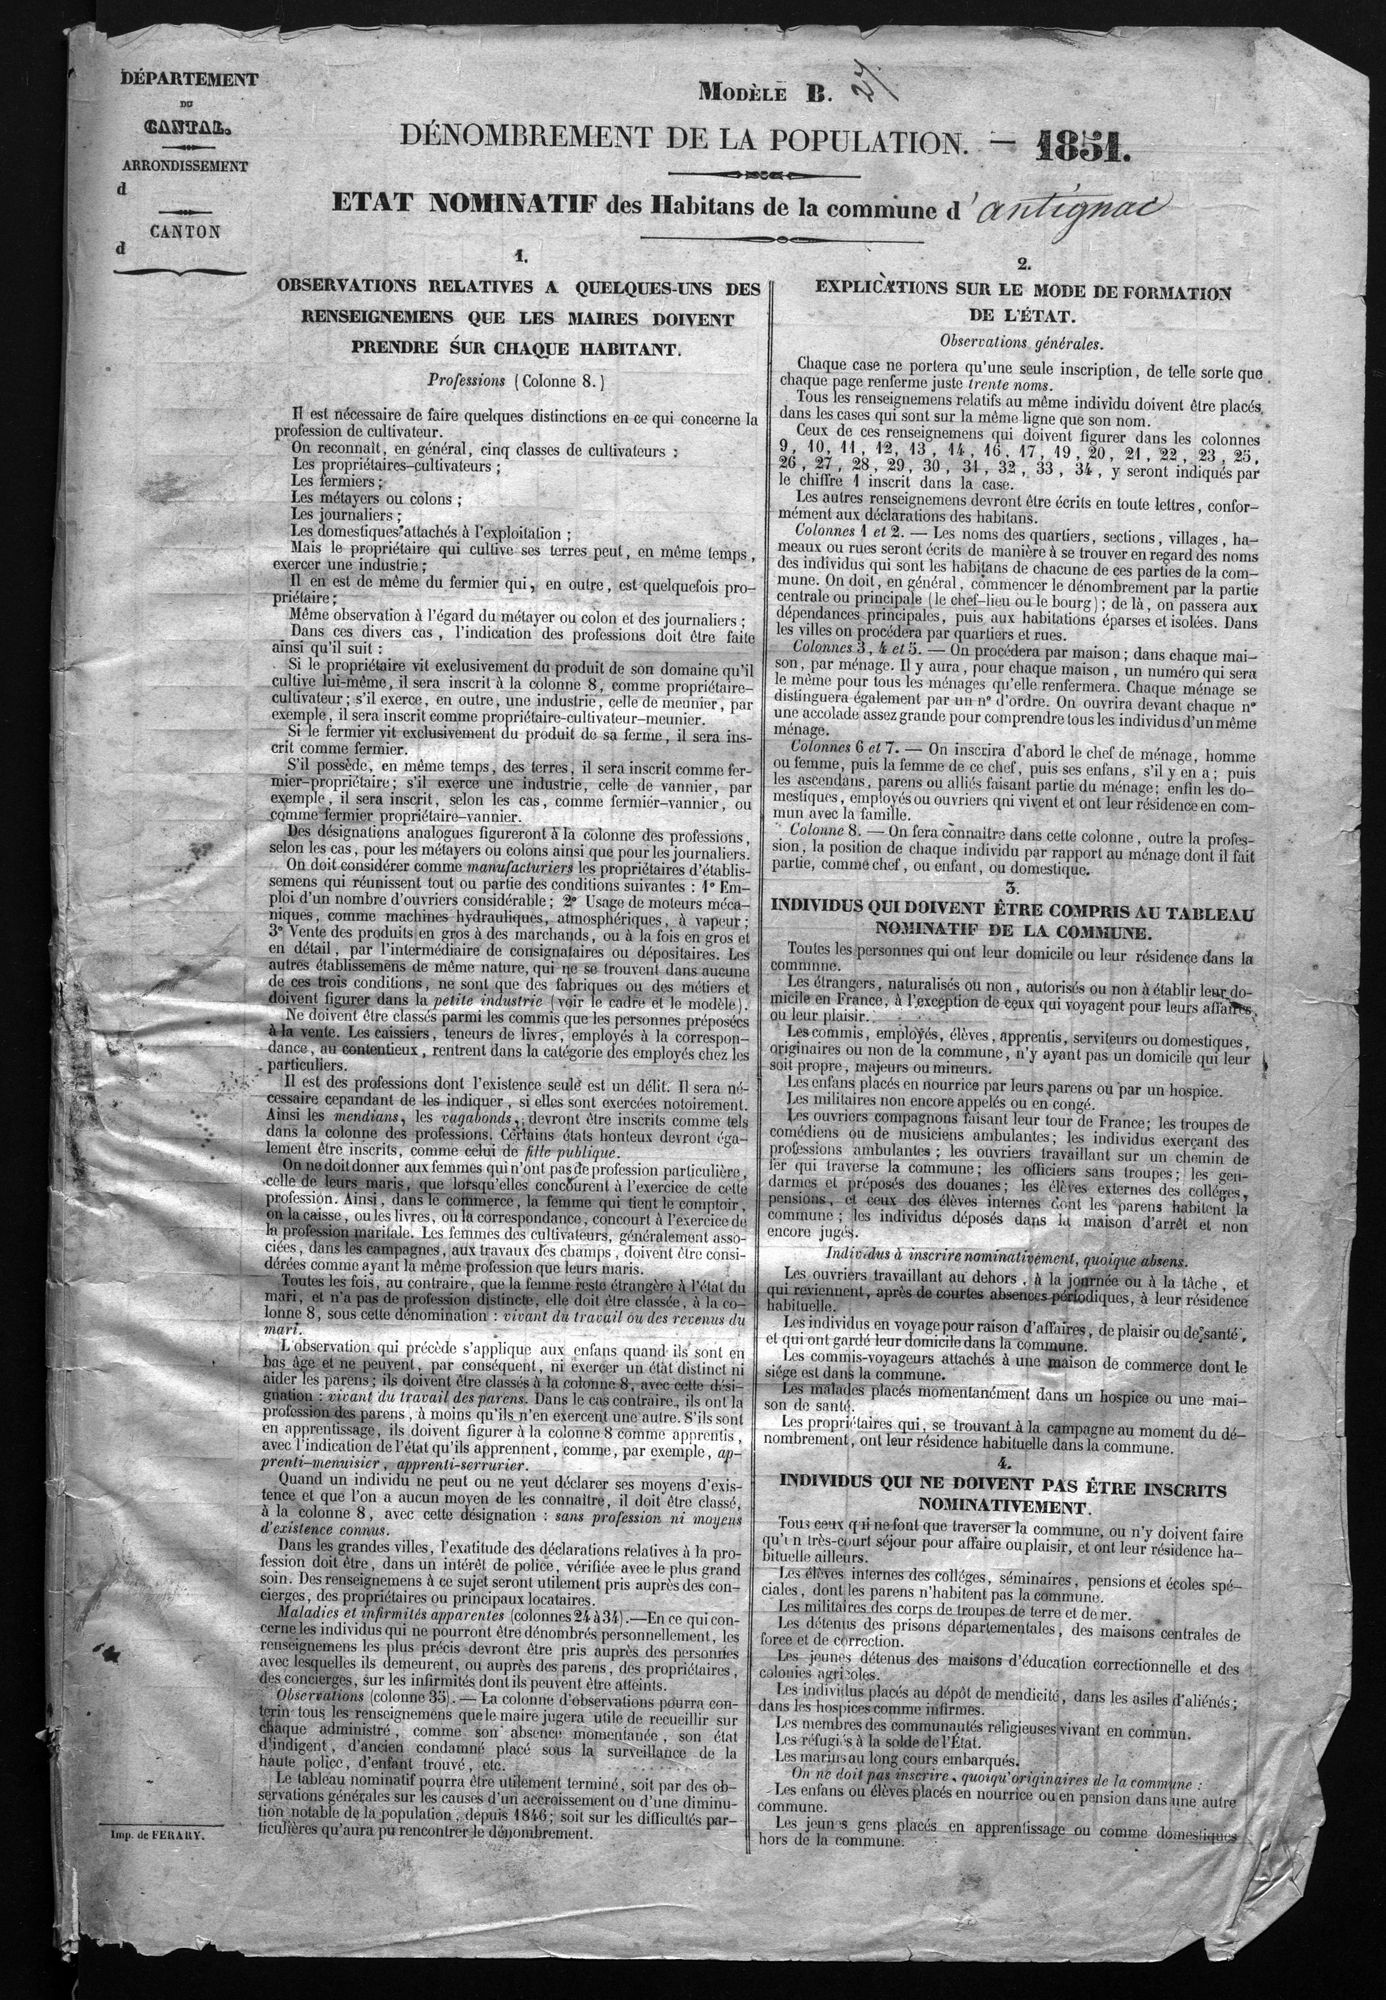 DÉPARTEMENT
DU
CANTAL.
ARRONDISSEMENT
d
CANTON
d
MODÈLE B. 27
DÉNOMBREMENT DE LA POPULATION. — 1851.
ETAT NOMINATIF des Habitans de la commune d'antignac
1.
OBSERVATIONS RELATIVES A QUELQUES-UNS DES
RENSEIGNEMENS QUE LES MAIRES DOIVENT
PRENDRE SUR CHAQUE HABITANT.
Professions (Colonne 8.)
Il est nécessaire de faire quelques distinctions en ce qui concerne la
profession de cultivateur.
On reconnait, en général, cinq classes de cultivateurs :
Les propriétaires-cultivateurs ;
Les fermiers ;
Les métayers ou colons ;
Les journaliers ;
Les domestiques attachés à l'exploitation ;
Mais le propriétaire qui cultive ses terres peut, en même temps,
exercer une industrie ;
Il en est de même du fermier qui, en outre, est quelquefois pro-
priétaire ;
Même observation à l'égard du métayer ou colon et des journaliers ;
Dans ces divers cas, l'indication des professions doit être faite
ainsi qu'il suit :
Si le propriétaire vit exclusivement du produit de son domaine qu'il
cultive lui-même, il sera inscrit à la colonne 8, comme propriétaire-
cultivateur ; s'il exerce, en outre, une industrie, celle de meunier, par
exemple, il sera inscrit comme propriétaire-cultivateur-meunier.
Si le fermier vit exclusivement du produit de sa ferme, il sera ins-
crit comme fermier.
S'il possède, en même temps, des terres, il sera inscrit comme fer-
mier-propriétaire ; s'il exerce une industrie, celle de vannier, par
exemple, il sera inscrit, selon les cas, comme fermier-vannier, ou
comme fermier propriétaire-vannier.
Des désignations analogues figureront à la colonne des professions,
selon les cas, pour les métayers ou colons ainsi que pour les journaliers.
On doit considérer comme manufacturiers les propriétaires d'établis-
semens qui réunissent tout ou partie des conditions suivantes : 1º Em-
ploi d'un nombre d'ouvriers considérable ; 2º Usage de moteurs méca-
niques, comme machines hydrauliques, atmosphériques, à vapeur ;
3º Vente des produits en gros à des marchands, ou à la fois en gros et
en détail, par l'intermédiaire de consignataires ou dépositaires. Les
autres établissemens de même nature, qui ne se trouvent dans aucune
de ces trois conditions, ne sont que des fabriques ou des métiers et
doivent figurer dans la petite industrie (voir le cadre et le modèle).
Ne doivent être classés parmi les commis que les personnes préposées
à la vente. Les caissiers, teneurs de livres, employés à la correspon-
dance, au contentieux, rentrent dans la catégorie des employés chez les
particuliers.
Il est des professions dont l'existence seule est un délit. Il sera né-
cessaire cepandant de les indiquer, si elles sont exercées notoirement.
Ainsi les mendians, les vagabonds, devront être inscrits comme tels
dans la colonne des professions. Certains états honteux devront éga-
lement être inscrits, comme celui de fille publique.
On ne doit donner aux femmes qui n'ont pas de profession particulière,
celle de leurs maris, que lorsqu'elles concourent à l'exercice de cette
profession. Ainsi, dans le commerce, la femme qui tient le comptoir,
ou la caisse, ou les livres, ou la correspondance, concourt à l'exercice de
la profession maritale. Les femmes des cultivateurs, généralement asso-
ciées, dans les campagnes, aux travaux des champs, doivent être consi-
dérées comme ayant la même profession que leurs maris.
Toutes les fois, au contraire, que la femme reste étrangère à l'état du
mari, et n'a pas de profession distincte, elle doit être classée, à la co-
lonne 8, sous cette dénomination : vivant du travail ou des revenus du
mari.
L'observation qui précède s'applique aux enfans quand ils sont en
bas âge et ne peuvent, par conséquent, ni exercer un état distinct ni
aider les parens ; ils doivent être classés à la colonne 8, avec cette dési-
gnation : vivant du travail des parens. Dans le cas contraire, ils ont la
profession des parens, à moins qu'ils n'en exercent une autre. S'ils sont
en apprentissage, ils doivent figurer à la colonne 8 comme apprentis,
avec l'indication de l'état qu'ils apprennent, comme, par exemple, ap-
prenti-menuisier, apprenti-serrurier.
Quand un individu ne peut ou ne veut déclarer ses moyens d'exis-
tence et que l'on a aucun moyen de les connaitre, il doit être classé,
à la colonne 8, avec cette désignation : sans profession ni moyens
d'existence connus.
Dans les grandes villes, l'exatitude des déclarations relatives à la pro-
fession doit être, dans un intérêt de police, vérifiée avec le plus grand
soin. Des renseignemens à ce sujet seront utilement pris auprès des con-
cierges, des propriétaires ou principaux locataires.
Maladies et infirmités apparentes (colonnes 24 à 34).—En ce qui con-
cerne les individus qui ne pourront être dénombrés personnellement, les
renseignemens les plus précis devront être pris auprès des personnes
avec lesquelles ils demeurent, ou auprès des parens, des propriétaires,
des concierges, sur les infirmités dont ils peuvent être atteints.
Observations (colonne 35). — La colonne d'observations pourra con-
tenir tous les renseignemens que le maire jugera utile de recueillir sur
chaque administré, comme son absence momentanée, son état
d'indigent, d'ancien condamné placé sous la surveillance de la
haute police, d'enfant trouvé, etc.
Le tableau nominatif pourra être utilement terminé, soit par des ob-
servations générales sur les causes d'un accroissement ou d'une diminu-
tion notable de la population, depuis 1846 ; soit sur les difficultés par-
ticulières qu'aura pu rencontrer le dénombrement.
Imp. de FERARY.
2.
EXPLICATIONS SUR LE MODE DE FORMATION
DE L'ÉTAT.
Observations générales.
Chaque case ne portera qu'une seule inscription, de telle sorte que
chaque page renferme juste trente noms.
Tous les renseignemens relatifs au même individu doivent être placés
dans les cases qui sont sur la même ligne que son nom.
Ceux de ces renseignemens qui doivent figurer dans les colonnes
9, 10, 11, 12, 13, 14, 16, 17, 19, 20, 21, 22, 23, 25,
26, 27, 28, 29, 30, 31, 32, 33, 34, y seront indiqués par
le chiffre 1 inscrit dans la case.
Les autres renseignemens devront être écrits en toute lettres, confor-
mément aux déclarations des habitans.
Colonnes 1 et 2. — Les noms des quartiers, sections, villages, ha-
meaux ou rues seront écrits de manière à se trouver en regard des noms
des individus qui sont les habitans de chacune de ces parties de la com-
mune. On doit, en général, commencer le dénombrement par la partie
centrale ou principale (le chef-lieu ou le bourg) ; de là, on passera aux
dépendances principales, puis aux habitations éparses et isolées. Dans
les villes on procédera par quartiers et rues.
Colonnes 3, 4 et 5. — On procédera par maison ; dans chaque mai-
son, par ménage. Il y aura, pour chaque maison, un numéro qui sera
le même pour tous les ménages qu'elle renfermera. Chaque ménage se
distinguera également par un nº d'ordre. On ouvrira devant chaque nº
une accolade assez grande pour comprendre tous les individus d'un même
ménage.
Colonnes 6 et 7. — On inscrira d'abord le chef de ménage, homme
ou femme, puis la femme de ce chef, puis ses enfans, s'il y en a ; puis
les ascendans, parens ou alliés faisant partie du ménage ; enfin les do-
mestiques, employés ou ouvriers qni vivent et ont leur résidence en com-
mun avec la famille.
Colonne 8. — On fera connaitre dans cette colonne, outre la profes-
sion, la position de chaque individu par rapport au ménage dont il fait
partie, comme chef, ou enfant, ou domestique.
3.
INDIVIDUS QUI DOIVENT ÊTRE COMPRIS AU TABLEAU
NOMINATIF DE LA COMMUNE.
Toutes les personnes qui ont leur domicile ou leur résidence dans la
commune.
Les étrangers, naturalisés ou non, autorisés ou non à établir leur do-
micile en France, à l'exception de ceux qui voyagent pour leurs affaires,
ou leur plaisir.
Les commis, employés, élèves, apprentis, serviteurs ou domestiques,
originaires ou non de la commune, n'y ayant pas un domicile qui leur
soit propre, majeurs ou mineurs.
Les enfans placés en nourrice par leurs parens ou par un hospice.
Les militaires non encore appelés ou en congé.
Les ouvriers compagnons faisant leur tour de France ; les troupes de
comédiens ou de musiciens ambulantes ; les individus exerçant des
professions ambulantes ; les ouvriers travaillant sur un chemin de
fer qui traverse la commune ; les officiers sans troupes ; les gen-
darmes et préposés des douanes ; les élèves externes des colléges,
pensions, et ceux des élèves internes dont les parens habitent la
commune ; les individus déposés dans la maison d'arrêt et non
encore jugés.
Individus à inscrire nominativement, quoique absens.
Les ouvriers travaillant au dehors, à la journée ou à la tâche, et
qui reviennent, après de courtes absences périodiques, à leur résidence
habituelle.
Les individus en voyage pour raison d'affaires, de plaisir ou de santé,
et qui ont gardé leur domicile dans la commune.
Les commis-voyageurs attachés à une maison de commerce dont le
siége est dans la commune.
Les malades placés momentanément dans un hospice ou une mai-
son de santé.
Les propriétaires qui, se trouvant à la campagne au moment du dé-
nombrement, ont leur résidence habituelle dans la commune.
4.
INDIVIDUS QUI NE DOIVENT PAS ÊTRE INSCRITS
NOMINATIVEMENT.
Tous ceux qui ne font que traverser la commune, ou n'y doivent faire
qu'un très-court séjour pour affaire ou plaisir, et ont leur résidence ha-
bituelle ailleurs.
Les élèves internes des colléges, séminaires, pensions et écoles spé-
ciales, dont les parens n'habitent pas la commune.
Les militaires des corps de troupes de terre et de mer.
Les détenus des prisons départementales, des maisons centrales de
force et de correction.
Les jeunes détenus des maisons d'éducation correctionnelle et des
colonies agricoles.
Les individus placés au dépôt de mendicité, dans les asiles d'aliénés ;
dans les hospices comme infirmes.
Les membres des communautés religieuses vivant en commun.
Les réfugiés à la solde de l'État.
Les marins au long cours embarqués.
On ne doit pas inscrire, quoiqu'originaires de la commune :
Les enfans ou élèves placés en nourrice ou en pension dans une autre
commune.
Les jeunes gens placés en apprentissage ou comme domestiques
hors de la commune.